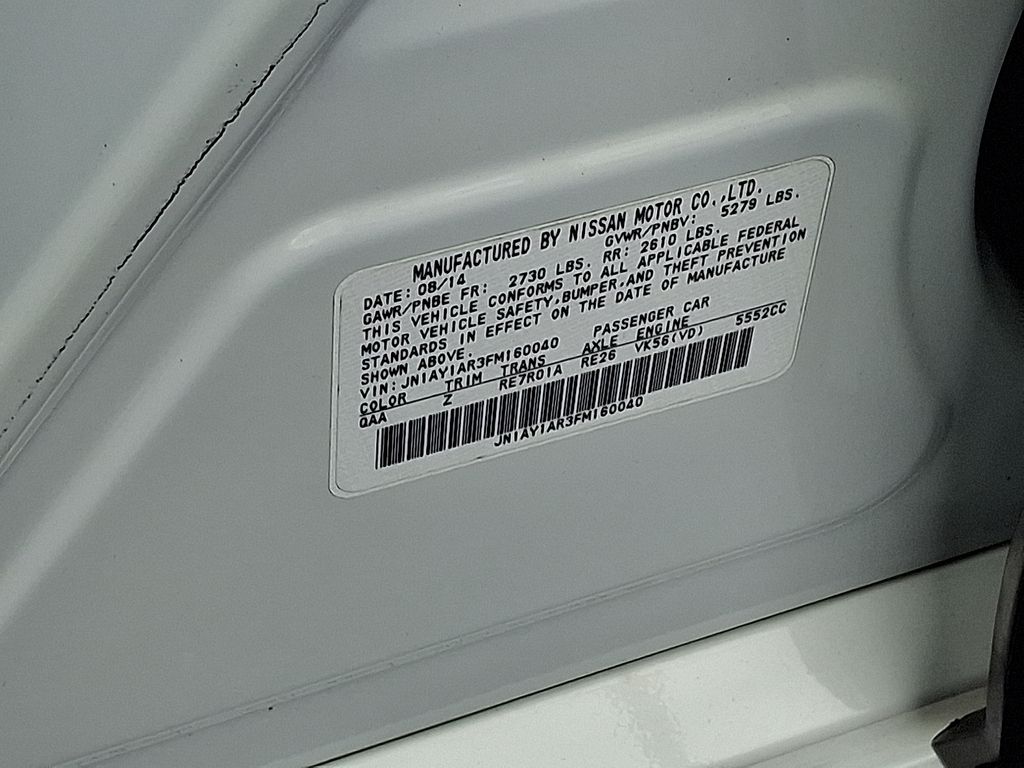 MANUFACTURED BY NISSAN MOTOR CO.,LTD.
DATE: 08/14 GVWR/PNBV: 5279 LBS.
GAWR/PNBE FR: 2730 LBS. RR: 2610 LBS.
THIS VEHICLE CONFORMS TO ALL APPLICABLE FEDERAL
MOTOR VEHICLE SAFETY,BUMPER,AND THEFT PREVENTION
STANDARDS IN EFFECT ON THE DATE OF MANUFACTURE
SHOWN ABOVE.
VIN: JN1AY1AR3FM160040 PASSENGER CAR
COLOR TRIM TRANS AXLE ENGINE
QAA Z RE7R01A RE26 VK56(VD) 5552CC
JN1AY1AR3FM160040